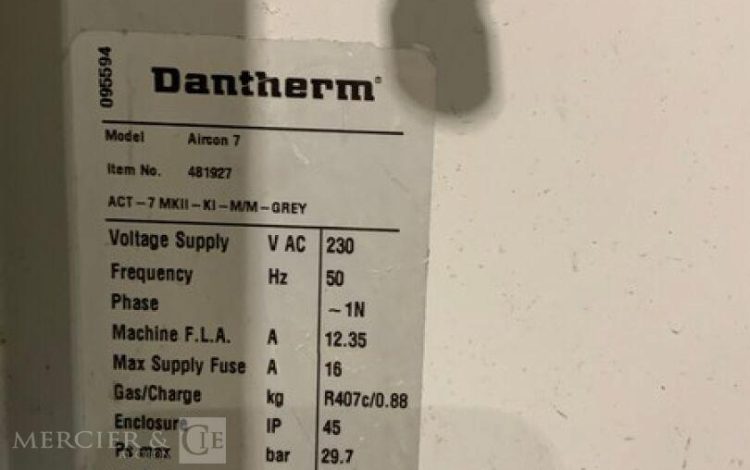 095594
Dantherm®
Model Aircon 7
Item No. 481927
ACT-7 MKII-KI-M/M-GREY
Voltage Supply V AC 230
Frequency Hz 50
Phase ~1N
Machine F.L.A. A 12.35
Max Supply Fuse A 16
Gas/Charge kg R407c/0.88
Enclosure IP 45
Ps max bar 29.7
MERCIER & CIE